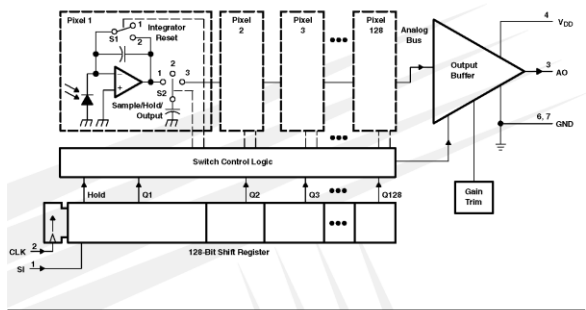 Pixel 1
S1
1
2
Integrator
Reset
1
2
3
S2
Sample/Hold/
Output
Pixel
2
Pixel
3
Pixel
128
Analog
Bus
Output
Buffer
4
VDD
3
AO
6, 7
GND
Gain
Trim
Switch Control Logic
Hold
Q1
Q2
Q3
Q128
CLK
2
SI
1
128-Bit Shift Register